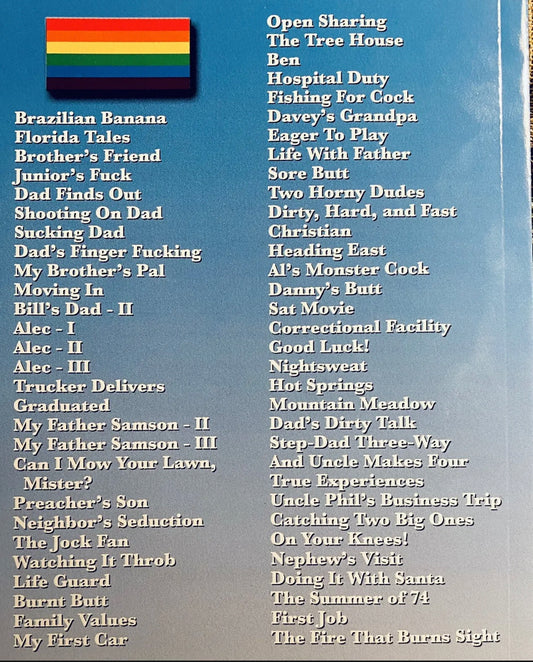 Brazilian Banana
Florida Tales
Brother's Friend
Junior's Fuck
Dad Finds Out
Shooting On Dad
Sucking Dad
Dad's Finger Fucking
My Brother's Pal
Moving In
Bill's Dad - II
Alec - I
Alec - II
Alec - III
Trucker Delivers
Graduated
My Father Samson - II
My Father Samson - III
Can I Mow Your Lawn,
Mister?
Preacher's Son
Neighbor's Seduction
The Jock Fan
Watching It Throb
Life Guard
Burnt Butt
Family Values
My First Car
Open Sharing
The Tree House
Ben
Hospital Duty
Fishing For Cock
Davey's Grandpa
Eager To Play
Life With Father
Sore Butt
Two Horny Dudes
Dirty, Hard, and Fast
Christian
Heading East
Al's Monster Cock
Danny's Butt
Sat Movie
Correctional Facility
Good Luck!
Nightsweat
Hot Springs
Mountain Meadow
Dad's Dirty Talk
Step-Dad Three-Way
And Uncle Makes Four
True Experiences
Uncle Phil's Business Trip
Catching Two Big Ones
On Your Knees!
Nephew's Visit
Doing It With Santa
The Summer of 74
First Job
The Fire That Burns Sight